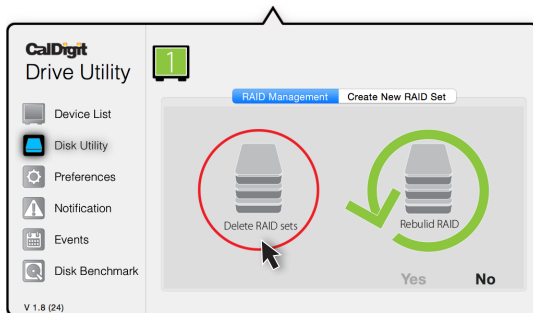 CalDigit
Drive Utility
1
RAID Management
Create New RAID Set
Device List
Disk Utility
Preferences
Notification
Events
Disk Benchmark
Delete RAID sets
Rebulid RAID
Yes
No
V 1.8 (24)